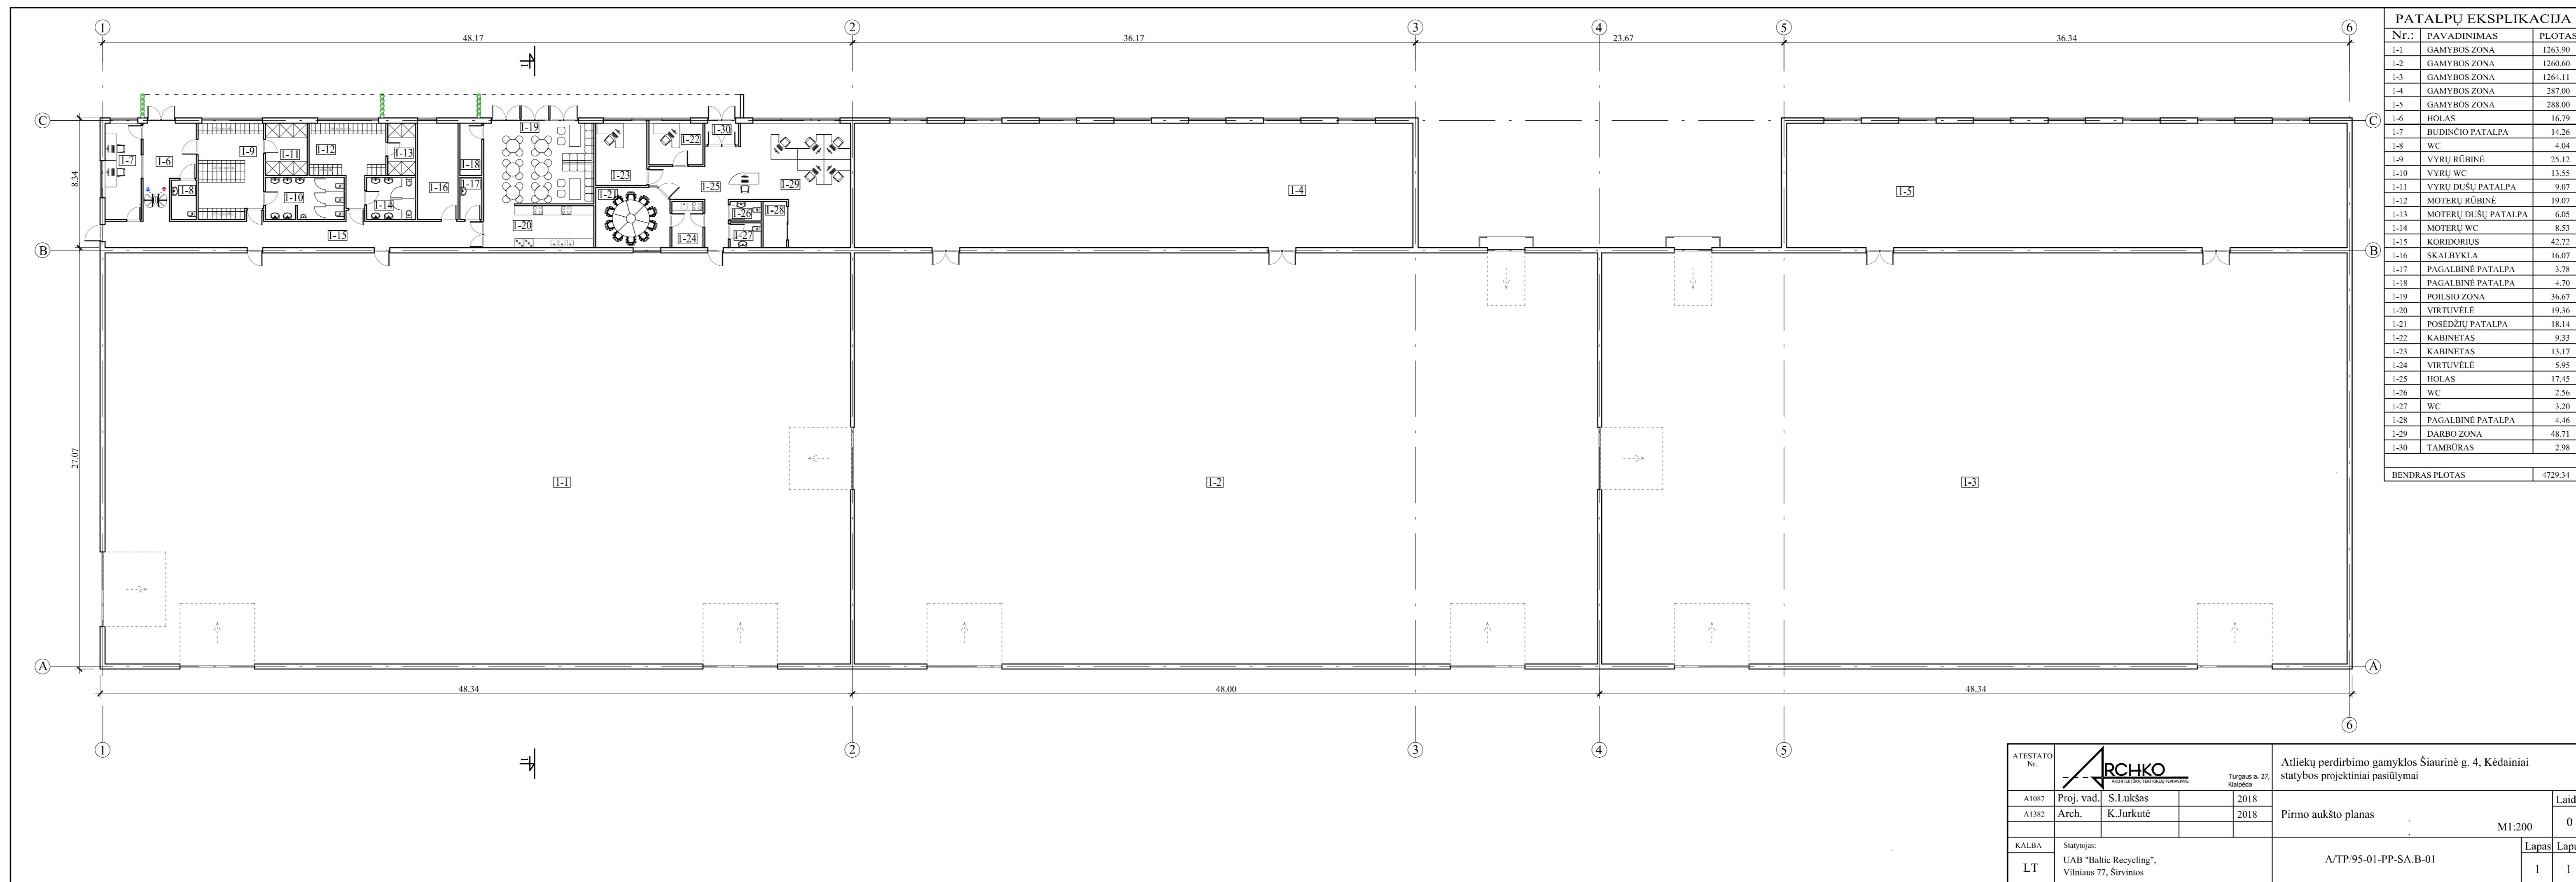 1 2 3 4 5 6
48.17 36.17 23.67 36.34
1
C C
8.34
1-7 1-6 1-8 1-9 1-10 1-11 1-12 1-13 1-14 1-15 1-16 1-17 1-18 1-19 1-20 1-21 1-22 1-23 1-24 1-25 1-26 1-27 1-28 1-29 1-30
1-4 1-5
B B
27.07
1-1 1-2 1-3
A A
48.34 48.00 48.34
1 2 3 4 5 6
1
PATALPŲ EKSPLIKACIJA
Nr.: PAVADINIMAS PLOTAS
1-1 GAMYBOS ZONA 1263.90
1-2 GAMYBOS ZONA 1260.60
1-3 GAMYBOS ZONA 1264.11
1-4 GAMYBOS ZONA 287.00
1-5 GAMYBOS ZONA 288.00
1-6 HOLAS 16.79
1-7 BUDINČIO PATALPA 14.26
1-8 WC 4.04
1-9 VYRŲ RŪBINĖ 25.12
1-10 VYRŲ WC 13.55
1-11 VYRŲ DUŠŲ PATALPA 9.07
1-12 MOTERŲ RŪBINĖ 19.07
1-13 MOTERŲ DUŠŲ PATALPA 6.05
1-14 MOTERŲ WC 8.53
1-15 KORIDORIUS 42.72
1-16 SKALBYKLA 16.07
1-17 PAGALBINĖ PATALPA 3.78
1-18 PAGALBINĖ PATALPA 4.70
1-19 POILSIO ZONA 36.67
1-20 VIRTUVĖLĖ 19.36
1-21 POSĖDŽIŲ PATALPA 18.14
1-22 KABINETAS 9.33
1-23 KABINETAS 13.17
1-24 VIRTUVĖLĖ 5.95
1-25 HOLAS 17.45
1-26 WC 2.56
1-27 WC 3.20
1-28 PAGALBINĖ PATALPA 4.46
1-29 DARBO ZONA 48.71
1-30 TAMBŪRAS 2.98
BENDRAS PLOTAS 4729.34
ATESTATO
Nr.
ARCHKO
ARCHITEKTŪRA, TERITORIJŲ PLANAVIMAS
Turgaus a. 27,
Klaipėda
Atliekų perdirbimo gamyklos Šiaurinė g. 4, Kėdainiai
statybos projektiniai pasiūlymai
A1087 Proj. vad. S.Lukšas 2018
A1382 Arch. K.Jurkutė 2018
Pirmo aukšto planas
M1:200
Laid
0
KALBA
LT
Statytojas:
UAB "Baltic Recycling",
Vilniaus 77, Širvintos
A/TP/95-01-PP-SA.B-01
Lapas Lapų
1 1